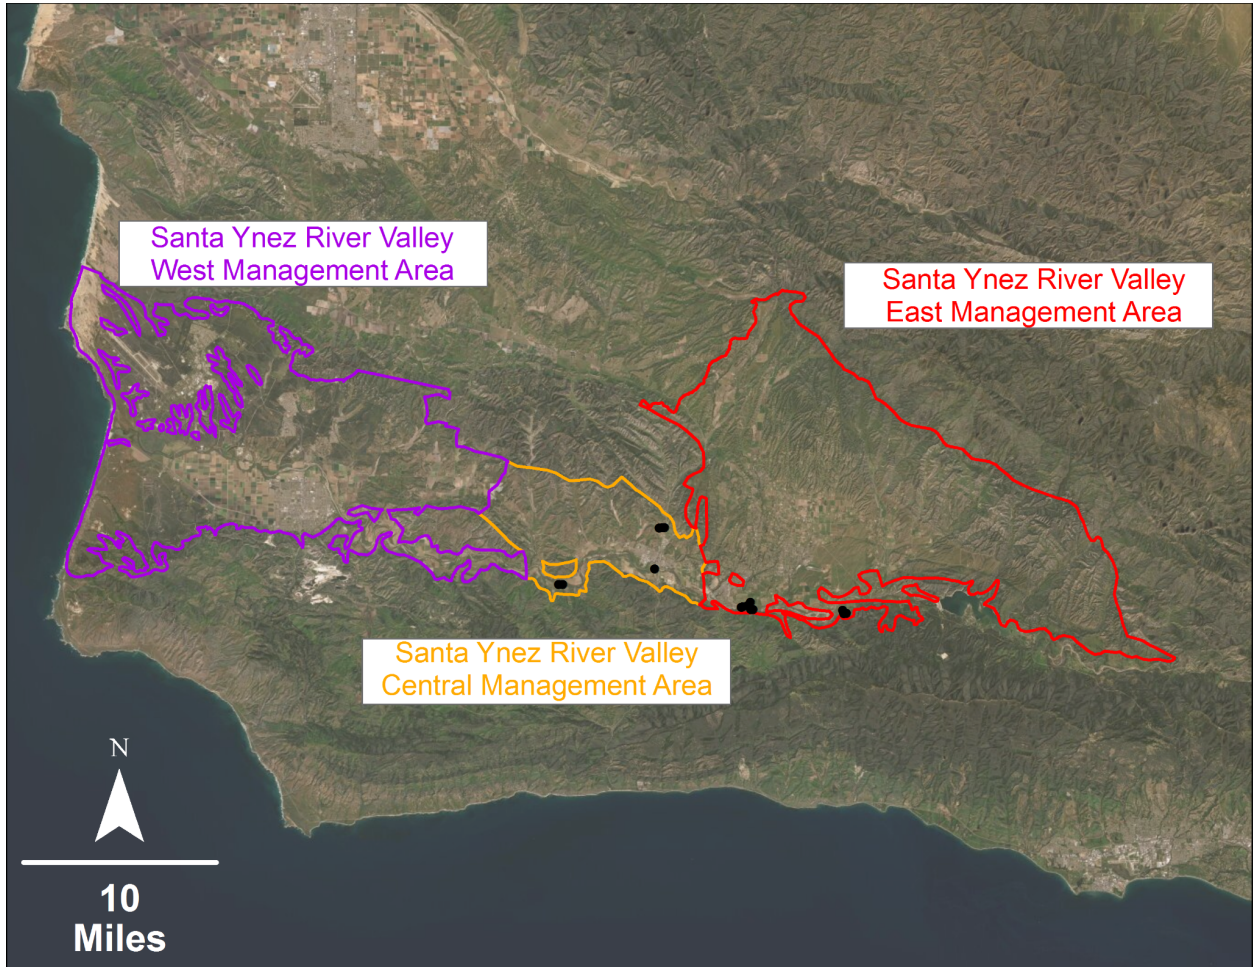 Santa Ynez River Valley
West Management Area
Santa Ynez River Valley
East Management Area
Santa Ynez River Valley
Central Management Area
N
10
Miles